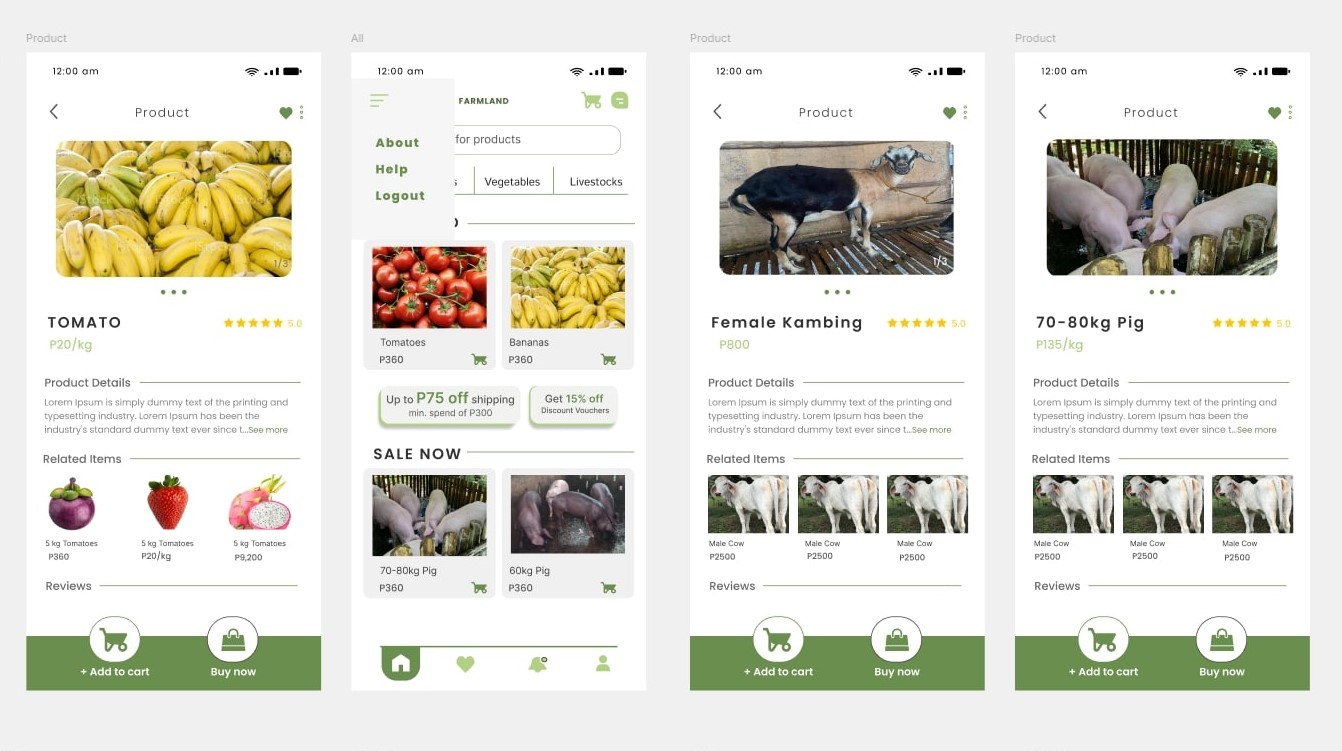 Product
12:00 am
Product
1/3
TOMATO
5.0
P20/kg
Product Details
Lorem Ipsum is simply dummy text of the printing and
typesetting industry. Lorem Ipsum has been the
industry's standard dummy text ever since t...See more
Related Items
5 kg Tomatoes
P360
5 kg Tomatoes
P20/kg
5 kg Tomatoes
P9,200
Reviews
+ Add to cart
Buy now
All
12:00 am
FARMLAND
About
Help
Logout
for products
s
Vegetables
Livestocks
Tomatoes
P360
Bananas
P360
Up to P75 off shipping
min. spend of P300
Get 15% off
Discount Vouchers
SALE NOW
70-80kg Pig
P360
60kg Pig
P360
Product
12:00 am
Product
1/3
Female Kambing
5.0
P800
Product Details
Lorem Ipsum is simply dummy text of the printing and
typesetting industry. Lorem Ipsum has been the
industry's standard dummy text ever since t...See more
Related Items
Male Cow
P2500
Male Cow
P2500
Male Cow
P2500
Reviews
+ Add to cart
Buy now
Product
12:00 am
Product
70-80kg Pig
5.0
P135/kg
Product Details
Lorem Ipsum is simply dummy text of the printing and
typesetting industry. Lorem Ipsum has been the
industry's standard dummy text ever since t...See more
Related Items
Male Cow
P2500
Male Cow
P2500
Male Cow
P2500
Reviews
+ Add to cart
Buy now